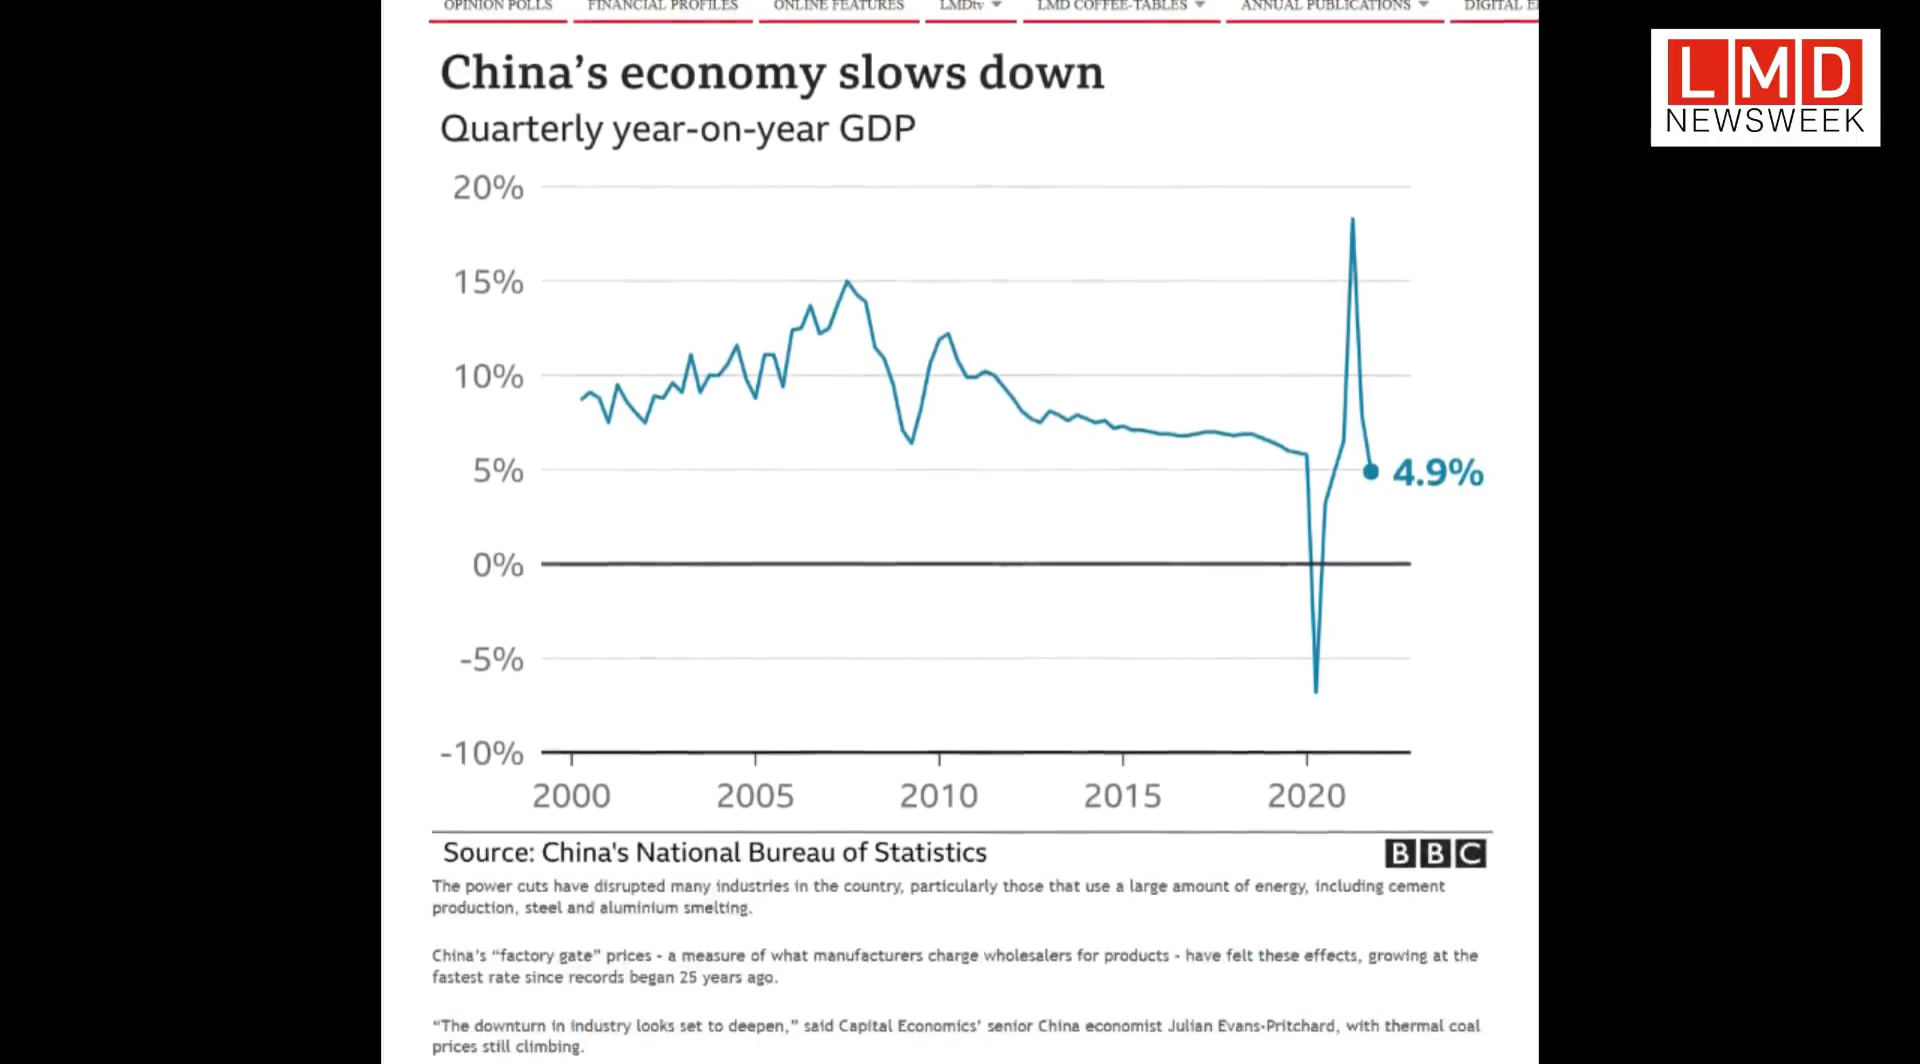 OPINION POLLS FINANCIAL PROFILES ONLINE FEATURES LMDtv LMD COFFEE-TABLES ANNUAL PUBLICATIONS DIGITAL
LMD
NEWSWEEK
China’s economy slows down
Quarterly year-on-year GDP
20%
15%
10%
5%
4.9%
0%
-5%
-10%
2000 2005 2010 2015 2020
Source: China's National Bureau of Statistics
BBC
The power cuts have disrupted many industries in the country, particularly those that use a large amount of energy, including cement
production, steel and aluminium smelting.
China’s “factory gate” prices - a measure of what manufacturers charge wholesalers for products - have felt these effects, growing at the
fastest rate since records began 25 years ago.
“The downturn in industry looks set to deepen,” said Capital Economics’ senior China economist Julian Evans-Pritchard, with thermal coal
prices still climbing.